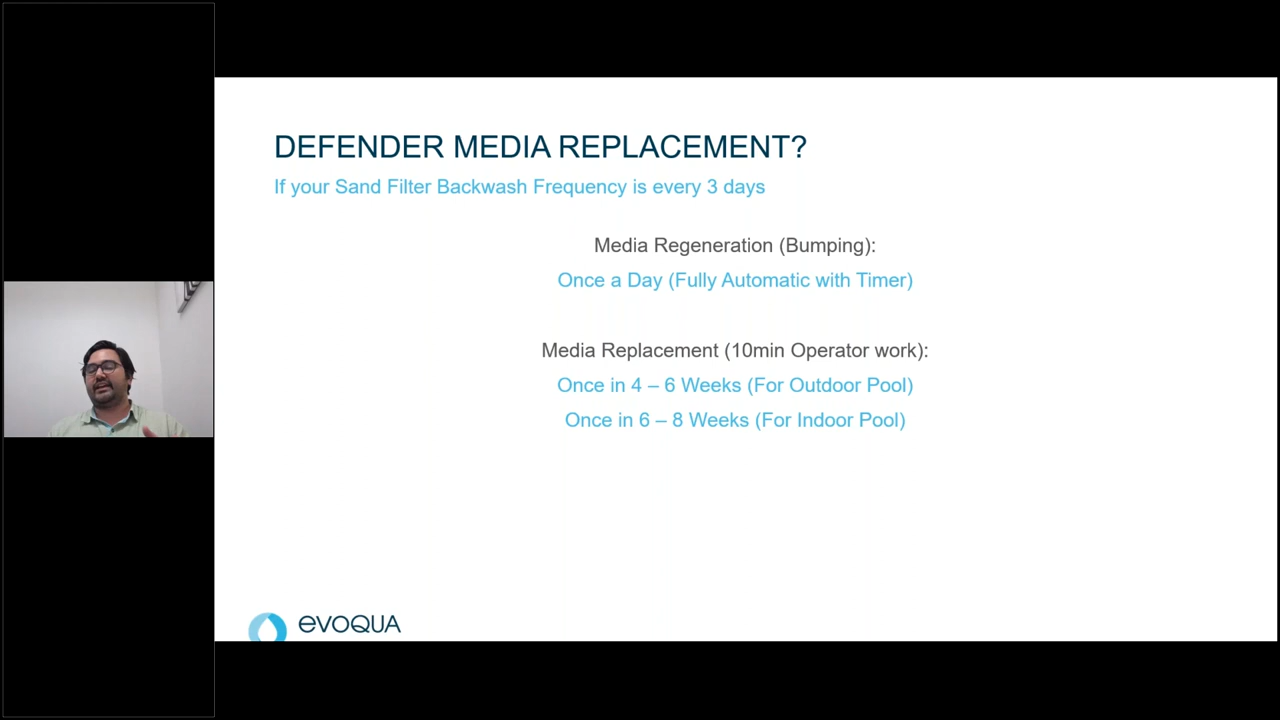 DEFENDER MEDIA REPLACEMENT?
If your Sand Filter Backwash Frequency is every 3 days
Media Regeneration (Bumping):
Once a Day (Fully Automatic with Timer)
Media Replacement (10min Operator work):
Once in 4 – 6 Weeks (For Outdoor Pool)
Once in 6 – 8 Weeks (For Indoor Pool)
evoQUA